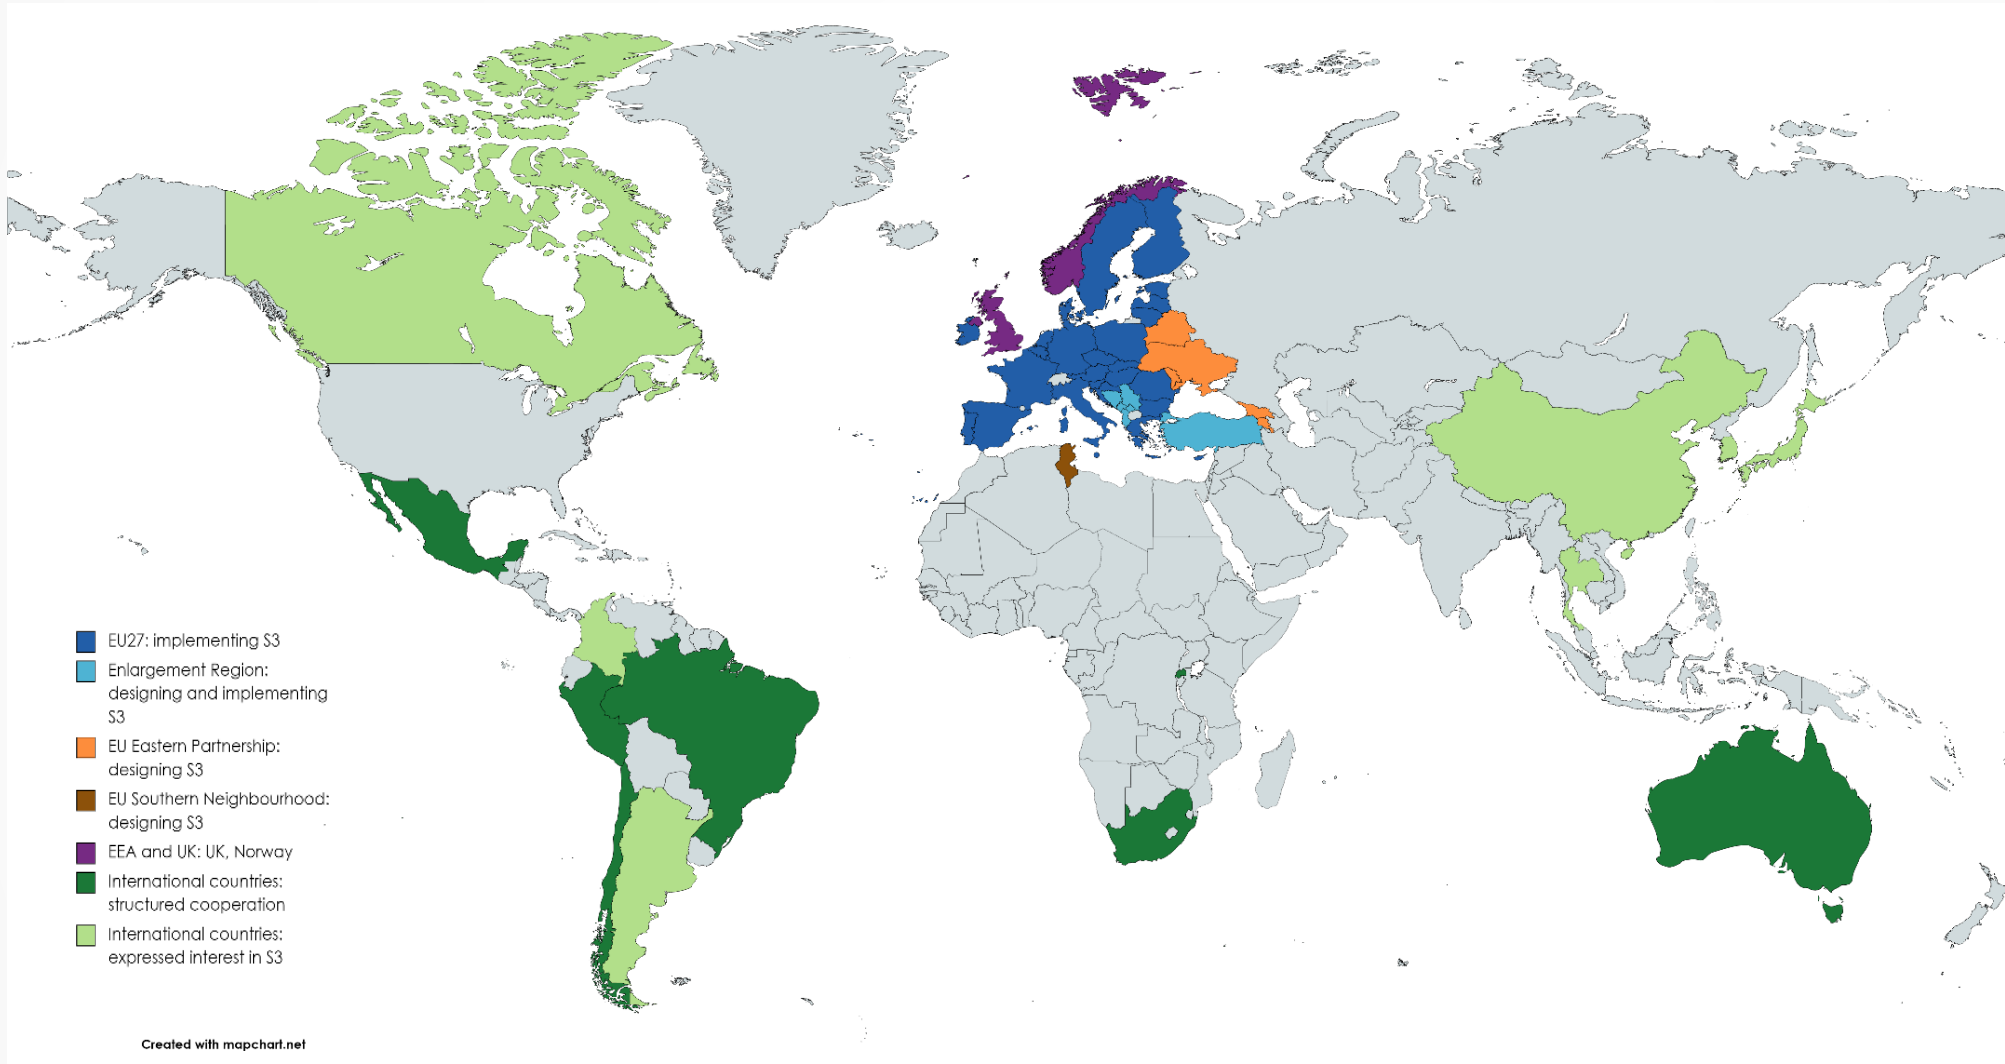 EU27: implementing S3
Enlargement Region:
designing and implementing
S3
EU Eastern Partnership:
designing S3
EU Southern Neighbourhood:
designing S3
EEA and UK: UK, Norway
International countries:
structured cooperation
International countries:
expressed interest in S3
Created with mapchart.net